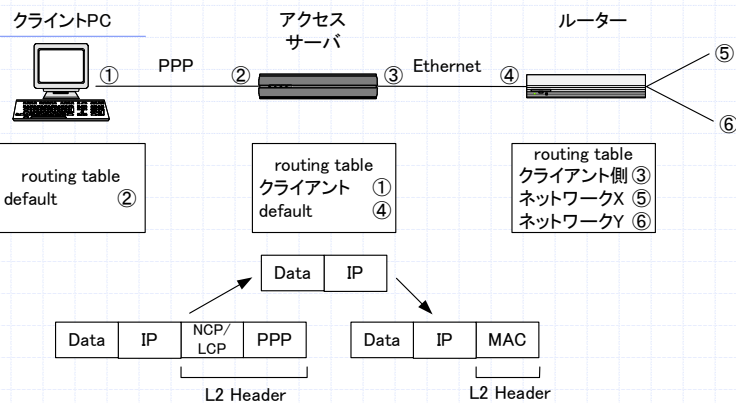 クライントPC
アクセス
サーバ
ルーター
①
PPP
②
③
Ethernet
④
⑤
⑥
routing table
default ②
routing table
クライアント ①
default ④
routing table
クライアント側 ③
ネットワークX ⑤
ネットワークY ⑥
Data IP
Data IP NCP/
LCP PPP
Data IP MAC
L2 Header
L2 Header